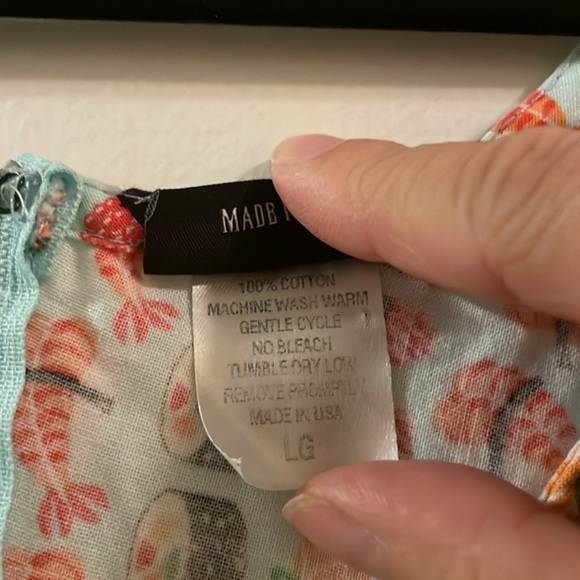 MADE
100% COTTON
MACHINE WASH WARM
GENTLE CYCLE
NO BLEACH
TUMBLE DRY LOW
REMOVE PROMPTLY
MADE IN USA
LG